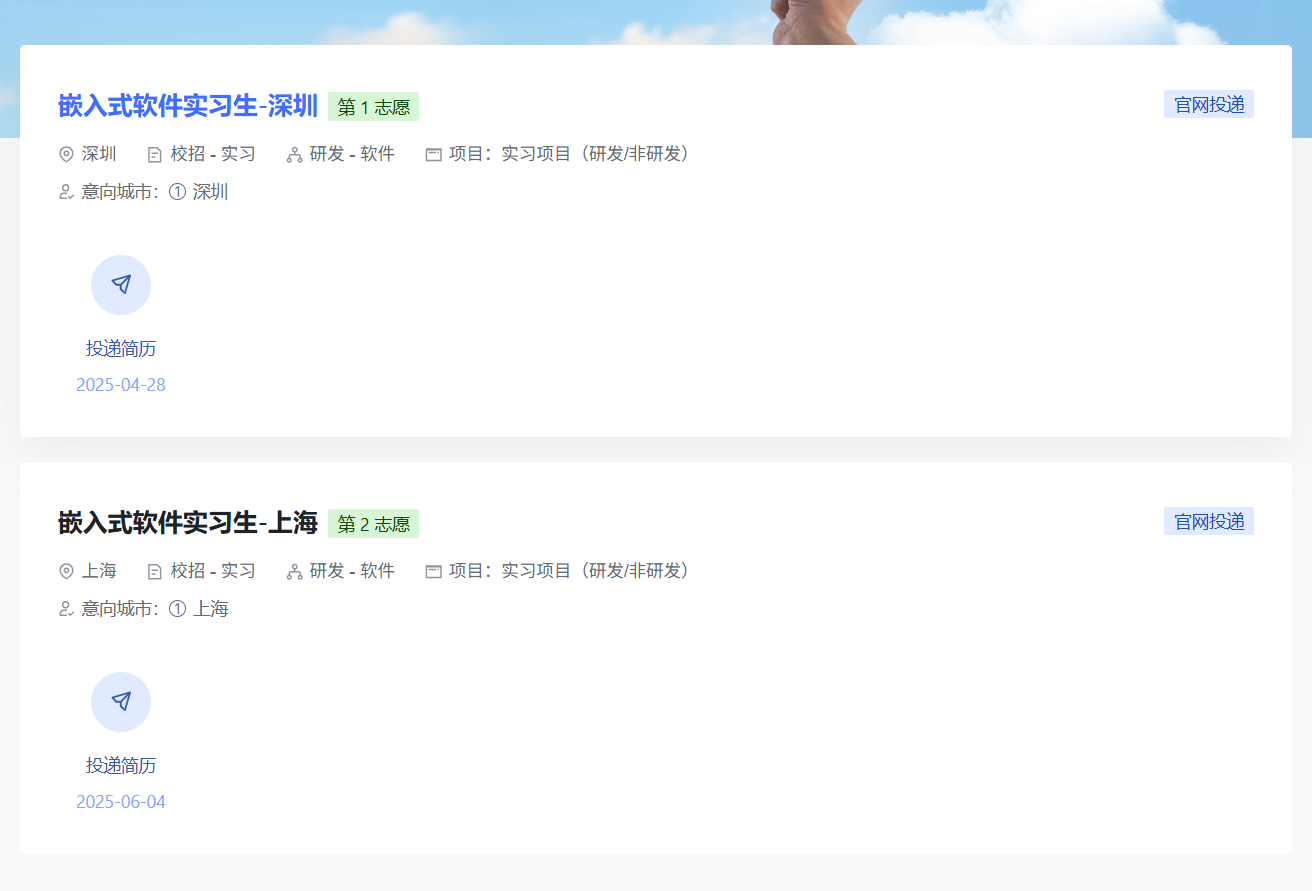 嵌入式软件实习生-深圳 第 1 志愿 官网投递
深圳 校招 - 实习 研发 - 软件 项目：实习项目（研发/非研发）
意向城市：① 深圳
投递简历
2025-04-28
嵌入式软件实习生-上海 第 2 志愿 官网投递
上海 校招 - 实习 研发 - 软件 项目：实习项目（研发/非研发）
意向城市：① 上海
投递简历
2025-06-04